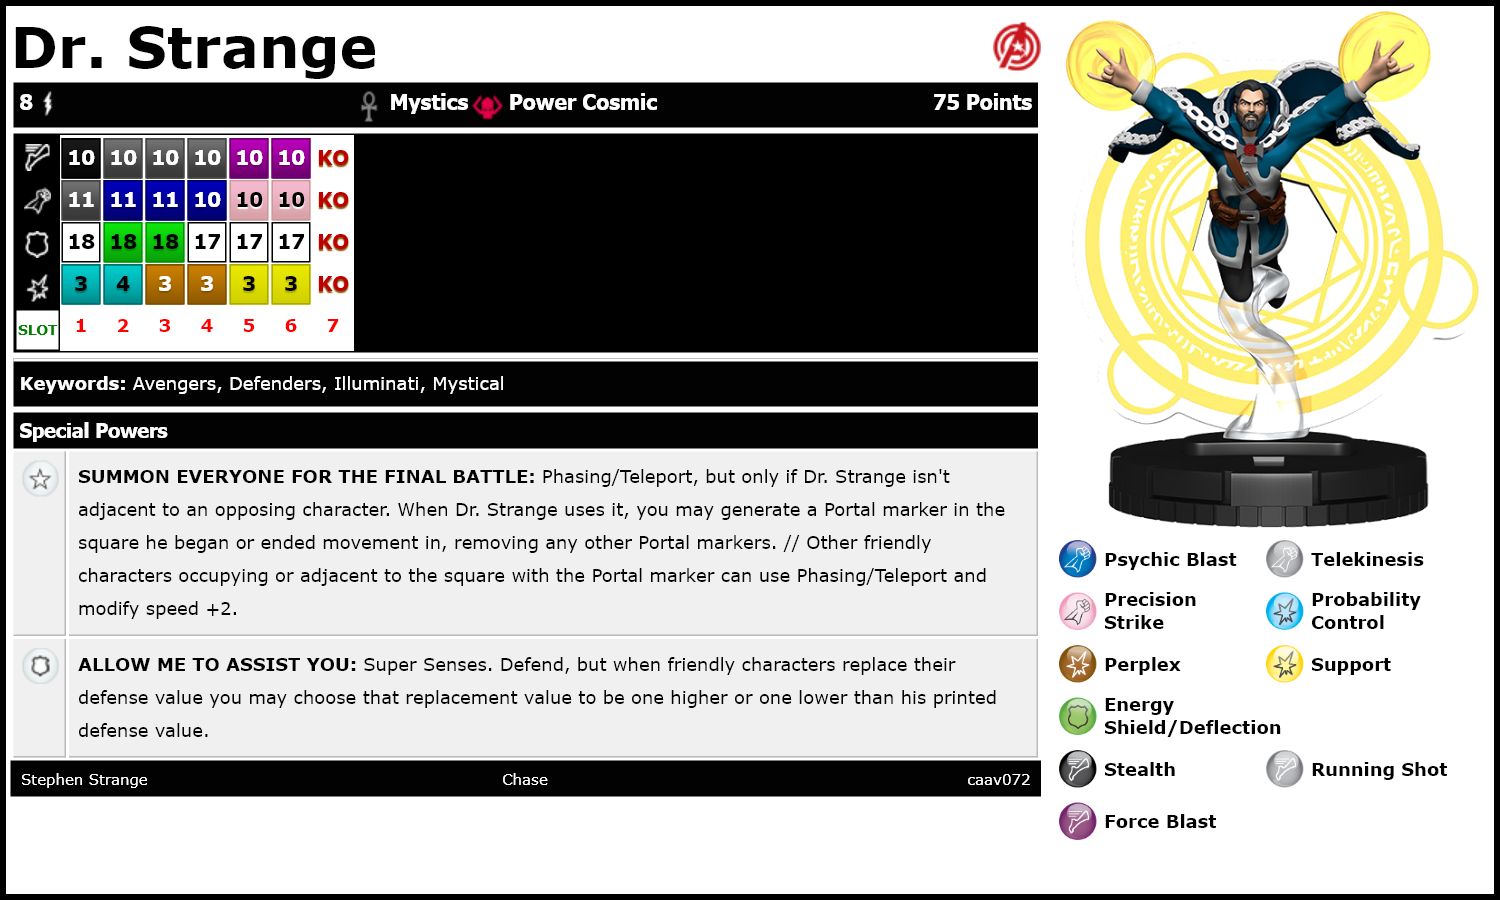 Dr. Strange
8 Mystics Power Cosmic 75 Points
10 10 10 10 10 10 KO
11 11 11 10 10 10 KO
18 18 18 17 17 17 KO
3 4 3 3 3 3 KO
SLOT 1 2 3 4 5 6 7
Keywords: Avengers, Defenders, Illuminati, Mystical
Special Powers
SUMMON EVERYONE FOR THE FINAL BATTLE: Phasing/Teleport, but only if Dr. Strange isn't
adjacent to an opposing character. When Dr. Strange uses it, you may generate a Portal marker in the
square he began or ended movement in, removing any other Portal markers. // Other friendly
characters occupying or adjacent to the square with the Portal marker can use Phasing/Teleport and
modify speed +2.
ALLOW ME TO ASSIST YOU: Super Senses. Defend, but when friendly characters replace their
defense value you may choose that replacement value to be one higher or one lower than his printed
defense value.
Stephen Strange Chase caav072
Psychic Blast Telekinesis
Precision
Strike
Probability
Control
Perplex Support
Energy
Shield/Deflection
Stealth Running Shot
Force Blast